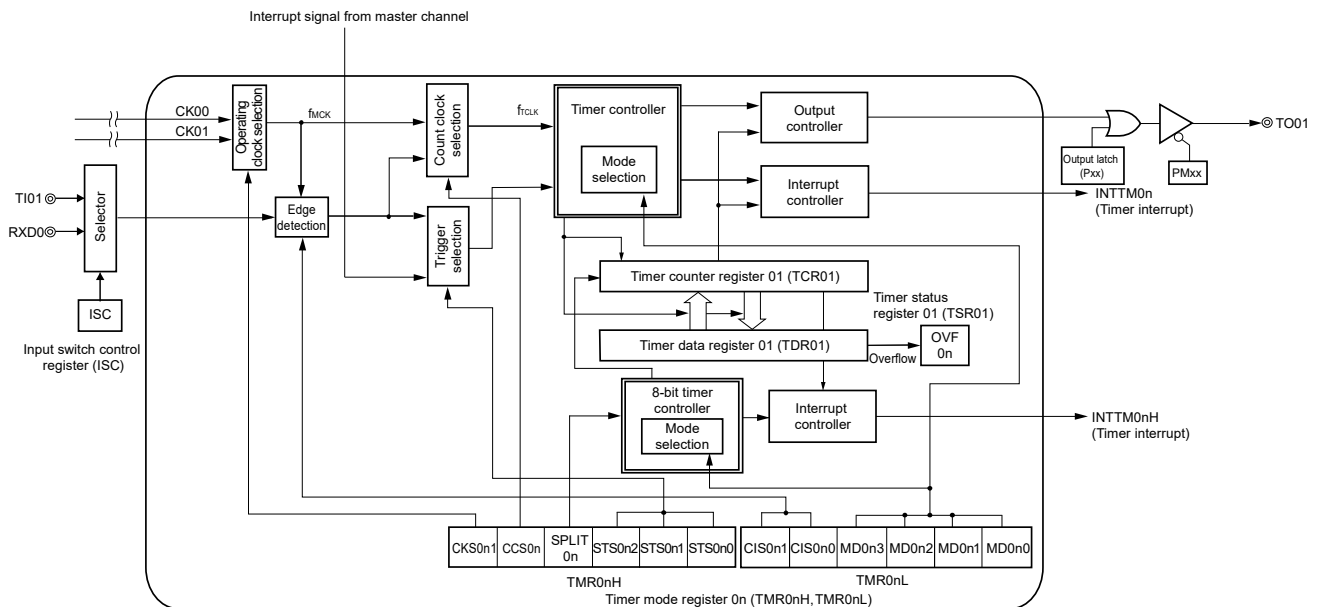 Interrupt signal from master channel
CK00
CK01
Operating
clock selection
fMCK
Count clock
selection
fTCLK
Timer controller
Mode
selection
Output
controller
TO01
Output latch
(Pxx)
PMxx
Interrupt
controller
INTTM0n
(Timer interrupt)
TI01
RXD0
Selector
Edge
detection
Trigger
selection
ISC
Input switch control
register (ISC)
Timer counter register 01 (TCR01)
Timer status
register 01 (TSR01)
Timer data register 01 (TDR01)
Overflow
OVF
0n
8-bit timer
controller
Mode
selection
Interrupt
controller
INTTM0nH
(Timer interrupt)
CKS0n1
CCS0n
SPLIT
0n
STS0n2
STS0n1
STS0n0
CIS0n1
CIS0n0
MD0n3
MD0n2
MD0n1
MD0n0
TMR0nH
TMR0nL
Timer mode register 0n (TMR0nH, TMR0nL)